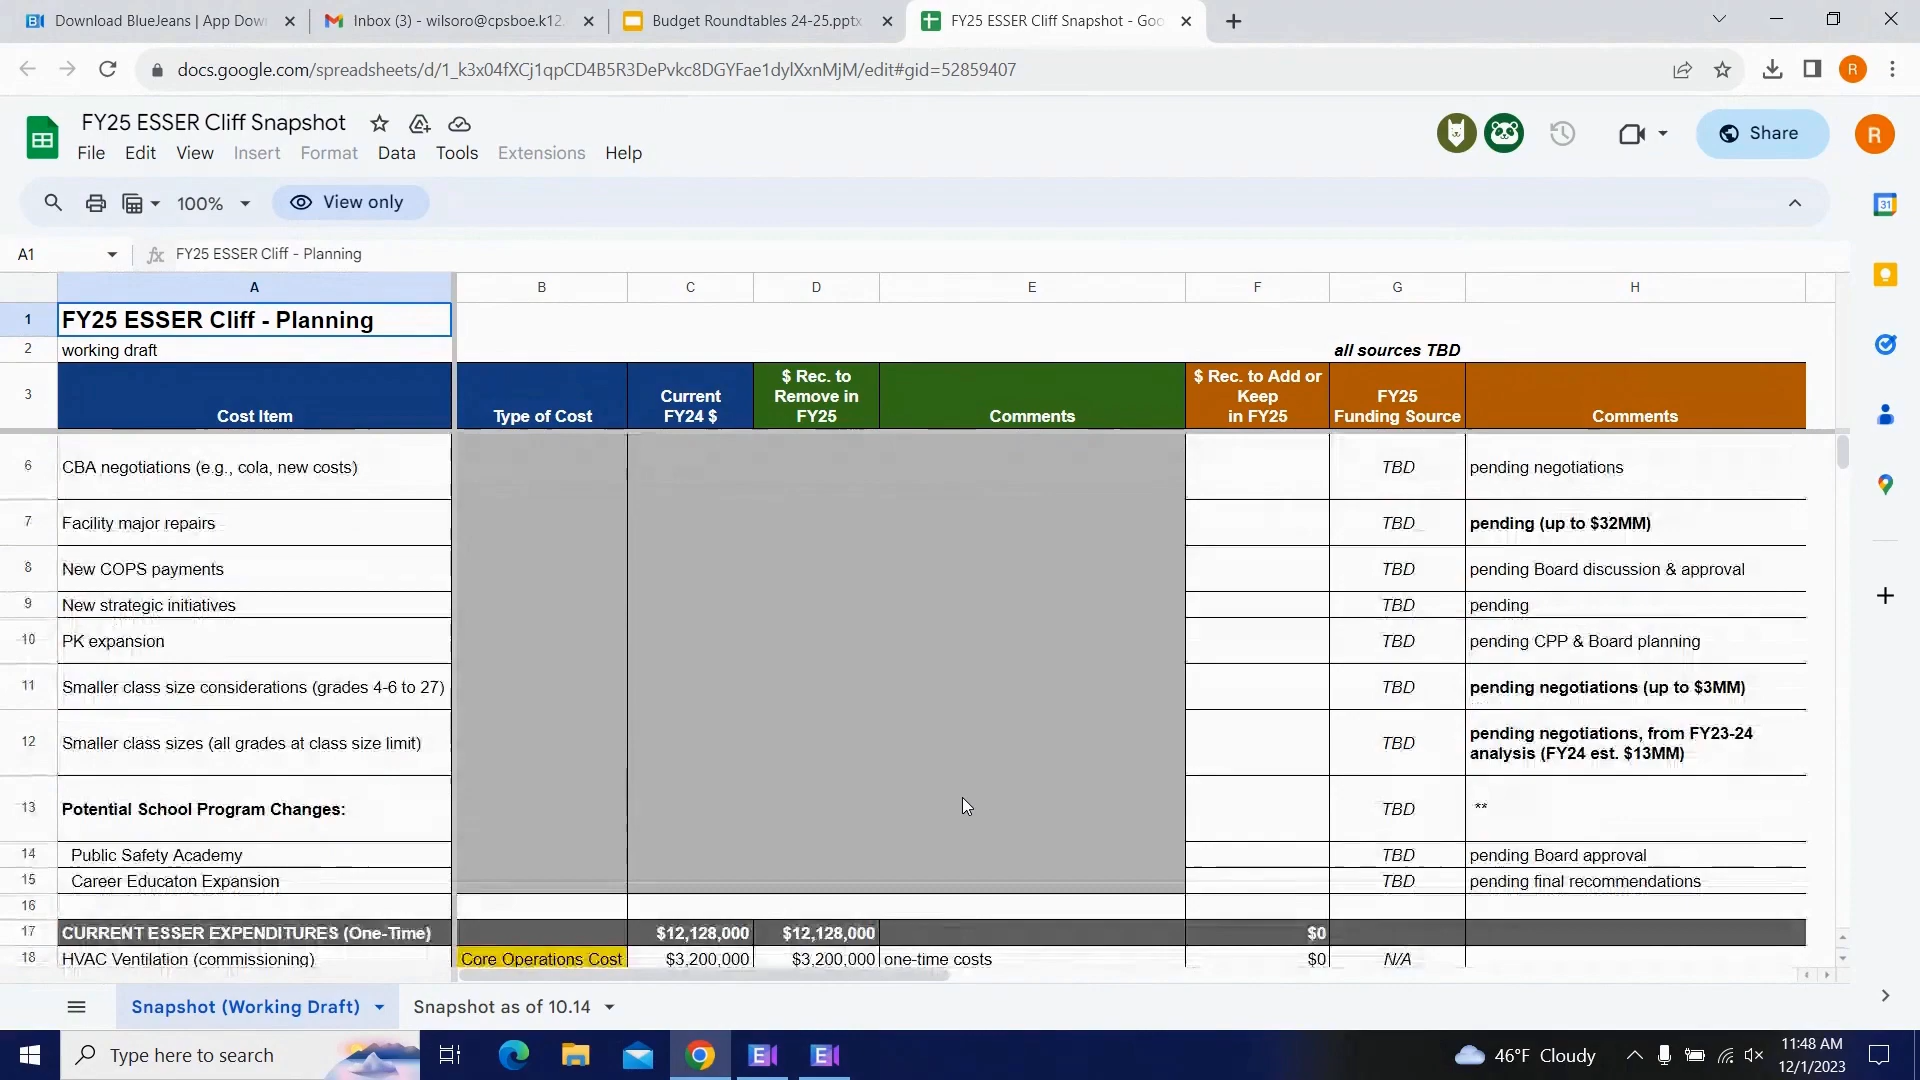 Download BlueJeans | App Dow
Inbox (3) - wilsoro@cpsboe.k12.
Budget Roundtables 24-25.pptx
FY25 ESSER Cliff Snapshot - Goo
docs.google.com/spreadsheets/d/1_k3x04fXCj1qpCD4B5R3DePvkc8DGYFae1dylXxnMjM/edit#gid=52859407
R
FY25 ESSER Cliff Snapshot
File Edit View Insert Format Data Tools Extensions Help
Share
R
100%
View only
31
A1
fx FY25 ESSER Cliff - Planning
A B C D E F G H
1 FY25 ESSER Cliff - Planning
2 working draft all sources TBD
3 Cost Item
Type of Cost
Current
FY24 $
$ Rec. to
Remove in
FY25
Comments
$ Rec. to Add or
Keep
in FY25
FY25
Funding Source
Comments
6 CBA negotiations (e.g., cola, new costs) TBD pending negotiations
7 Facility major repairs TBD pending (up to $32MM)
8 New COPS payments TBD pending Board discussion & approval
9 New strategic initiatives TBD pending
10 PK expansion TBD pending CPP & Board planning
11 Smaller class size considerations (grades 4-6 to 27) TBD pending negotiations (up to $3MM)
12 Smaller class sizes (all grades at class size limit) TBD pending negotiations, from FY23-24
analysis (FY24 est. $13MM)
13 Potential School Program Changes: TBD **
14 Public Safety Academy TBD pending Board approval
15 Career Educaton Expansion TBD pending final recommendations
16
17 CURRENT ESSER EXPENDITURES (One-Time) $12,128,000 $12,128,000 $0
18 HVAC Ventilation (commissioning) Core Operations Cost $3,200,000 $3,200,000 one-time costs $0 N/A
Snapshot (Working Draft)
Snapshot as of 10.14
Type here to search
46°F Cloudy
11:48 AM
12/1/2023